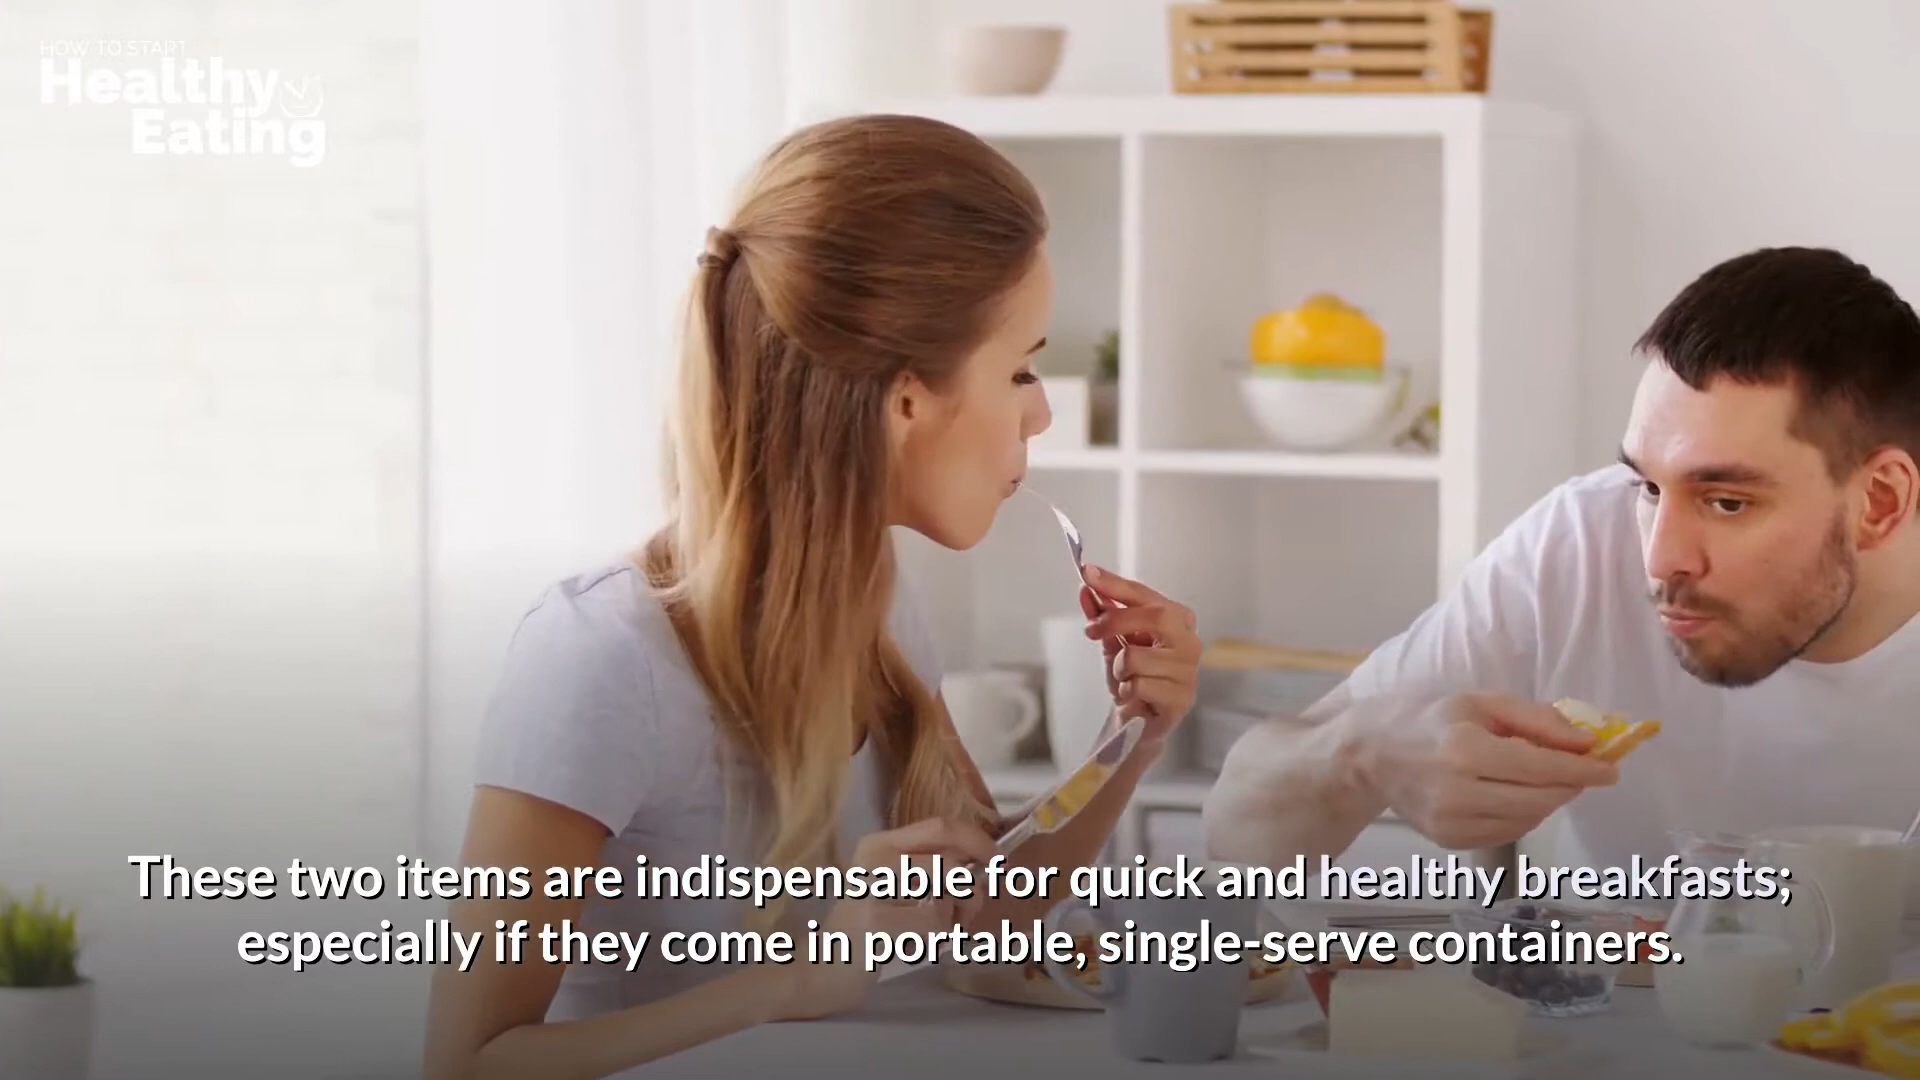 HOW TO START
Healthy
Eating
These two items are indispensable for quick and healthy breakfasts;
especially if they come in portable, single-serve containers.